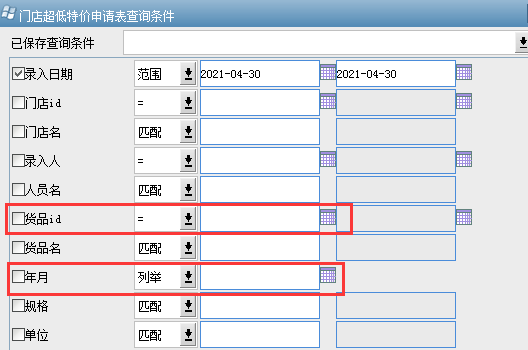 门店超低特价申请表查询条件
已保存查询条件
录入日期 范围 2021-04-30 2021-04-30
门店id =
门店名 匹配
录入人 =
人员名 匹配
货品id =
货品名 匹配
年月 列举
规格 匹配
单位 匹配